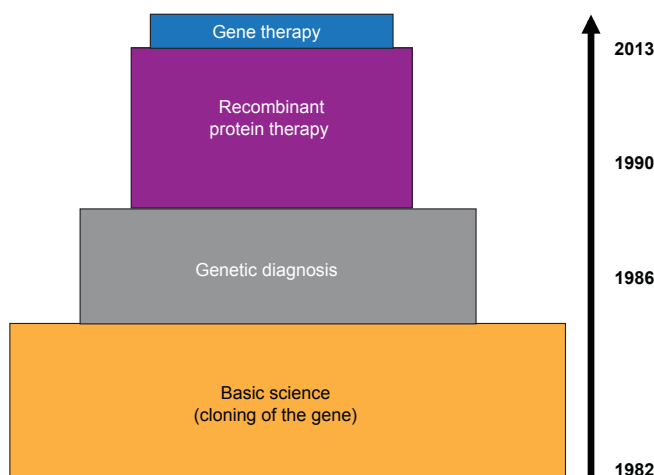 Gene therapy
2013
Recombinant
protein therapy
1990
Genetic diagnosis
1986
Basic science
(cloning of the gene)
1982